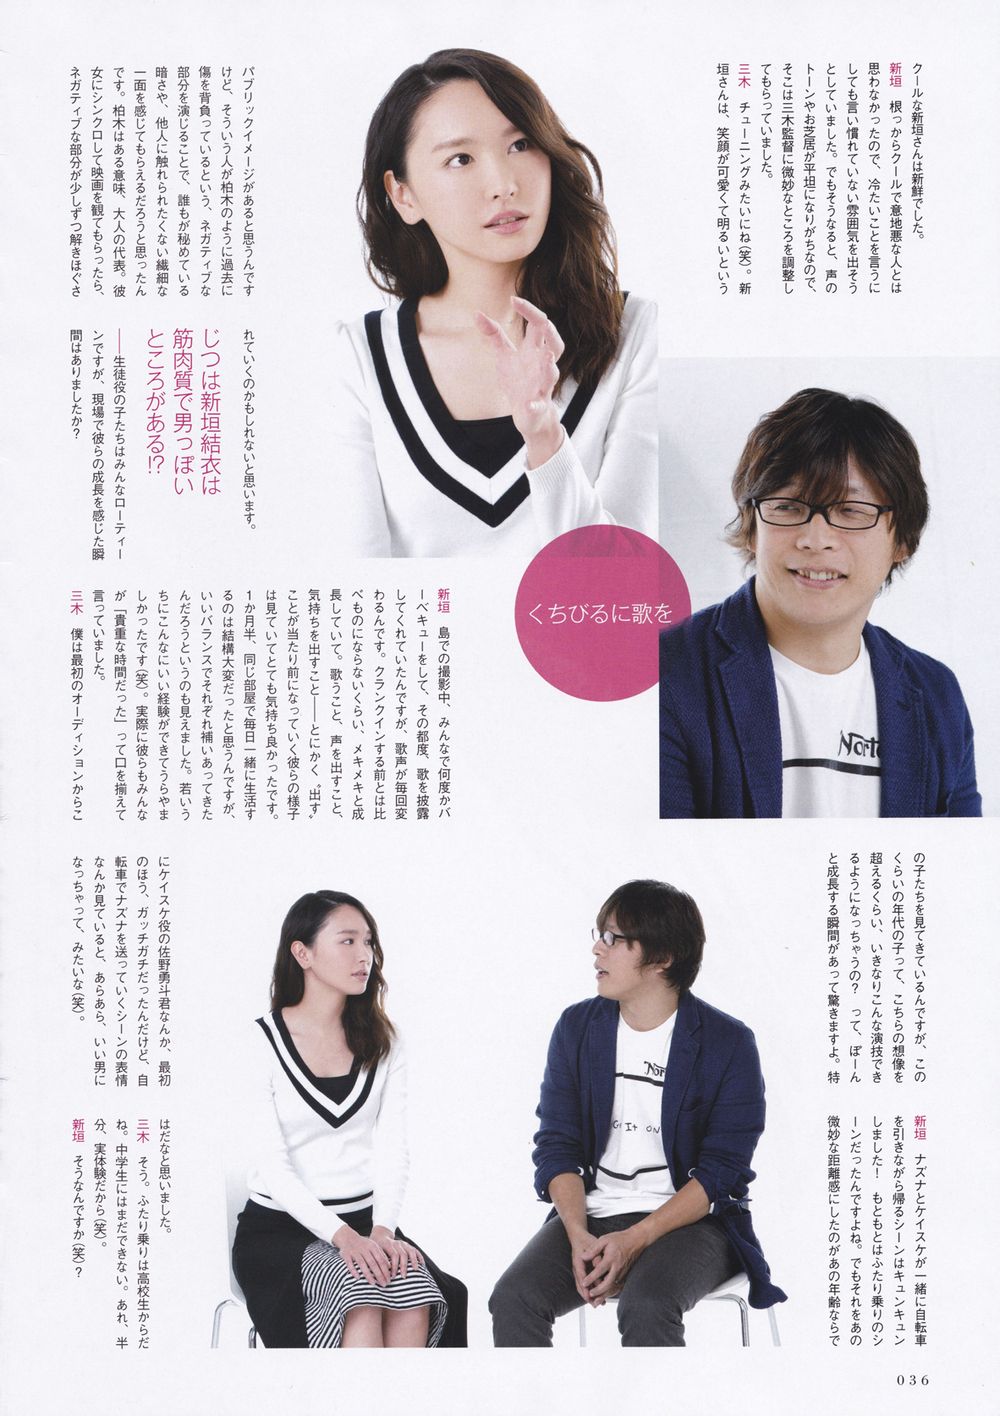 クールな新垣さんは新鮮でした。
新垣　根っからクールで意地悪な人とは
思わなかったので、冷たいことを言うに
しても言い慣れていない雰囲気を出そう
としていました。でもそうなると、声の
トーンやお芝居が平坦になりがちなので、
そこは三木監督に微妙なところを調整し
てもらっていました。
三木　チューニングみたいにね(笑)。新
垣さんは、笑顔が可愛くて明るいという
パブリックイメージがあると思うんです
けど、そういう人が柏木のように過去に
傷を背負っているという、ネガティブな
部分を演じることで、誰もが秘めている
暗さや、他人に触れられたくない繊細な
一面を感じてもらえるだろうと思ったん
です。柏木はある意味、大人の代表。彼
女にシンクロして映画を観てもらったら、
ネガティブな部分が少しずつ解きほぐさ
れていくのかもしれないと思います。
じつは新垣結衣は
筋肉質で男っぽい
ところがある!?
──生徒役の子たちはみんなローティー
ンですが、現場で彼らの成長を感じた瞬
間はありましたか？
新垣　島での撮影中、みんなで何度かバ
ーベキューをして、その都度、歌を披露
してくれていたんですが、歌声が毎回変
わるんです。クランクインする前とは比
べものにならないくらい、メキメキと成
長していて。歌うこと、声を出すこと、
気持ちを出すこと──とにかく〝出す〟
ことが当たり前になっていく彼らの様子
は見ていてとても気持ち良かったです。
1か月半、同じ部屋で毎日一緒に生活す
るのは結構大変だったと思うんですが、
いいバランスでそれぞれ補いあってきた
んだろうというのも見えました。若いう
ちにこんなにいい経験ができてうらやま
しかったです(笑)。実際に彼らもみんな
が「貴重な時間だった」って口を揃えて
言っていました。
三木　僕は最初のオーディションからこ
の子たちを見てきているんですが、この
くらいの年代の子って、こちらの想像を
超えるくらい、いきなりこんな演技でき
るようになっちゃうの？　って、ぽーん
と成長する瞬間があって驚きますよ。特
にケイスケ役の佐野勇斗君なんか、最初
のほう、ガッチガチだったんだけど、自
転車でナズナを送っていくシーンの表情
なんか見ていると、あらあら、いい男に
なっちゃって、みたいな(笑)。
新垣　ナズナとケイスケが一緒に自転車
を引きながら帰るシーンはキュンキュン
しました！　もともとはふたり乗りのシ
ーンだったんですよね。でもそれをあの
微妙な距離感にしたのがあの年齢ならで
はだなと思いました。
三木　そう。ふたり乗りは高校生からだ
ね。中学生にはまだできない。あれ、半
分、実体験だから(笑)。
新垣　そうなんですか(笑)？
くちびるに歌を
Nort
Nort
It on
036